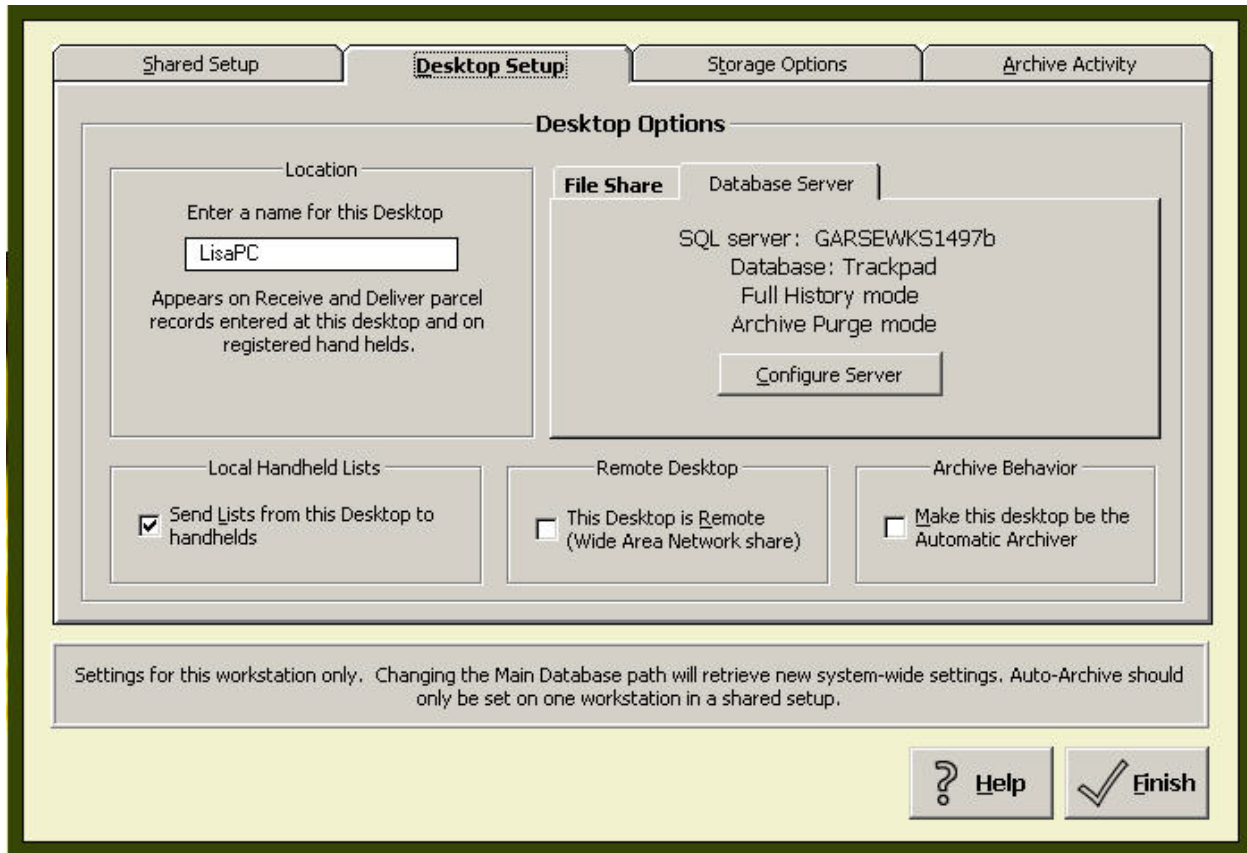 Shared Setup
Desktop Setup
Storage Options
Archive Activity
Desktop Options
Location
Enter a name for this Desktop
LisaPC
Appears on Receive and Deliver parcel
records entered at this desktop and on
registered hand helds.
File Share
Database Server
SQL server: GARSEWKS1497b
Database: Trackpad
Full History mode
Archive Purge mode
Configure Server
Local Handheld Lists
Send Lists from this Desktop to
handhelds
Remote Desktop
This Desktop is Remote
(Wide Area Network share)
Archive Behavior
Make this desktop be the
Automatic Archiver
Settings for this workstation only. Changing the Main Database path will retrieve new system-wide settings. Auto-Archive should
only be set on one workstation in a shared setup.
Help
Finish